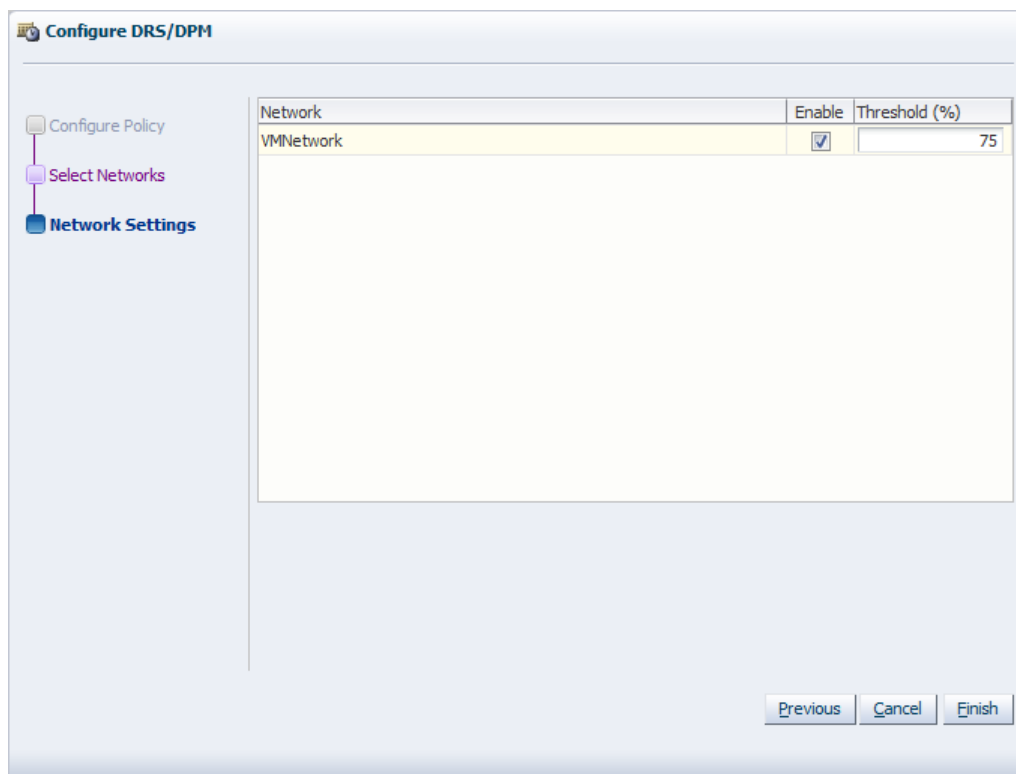 Configure DRS/DPM
Configure Policy
Select Networks
Network Settings
Network Enable Threshold (%)
VMNetwork 75
Previous Cancel Finish